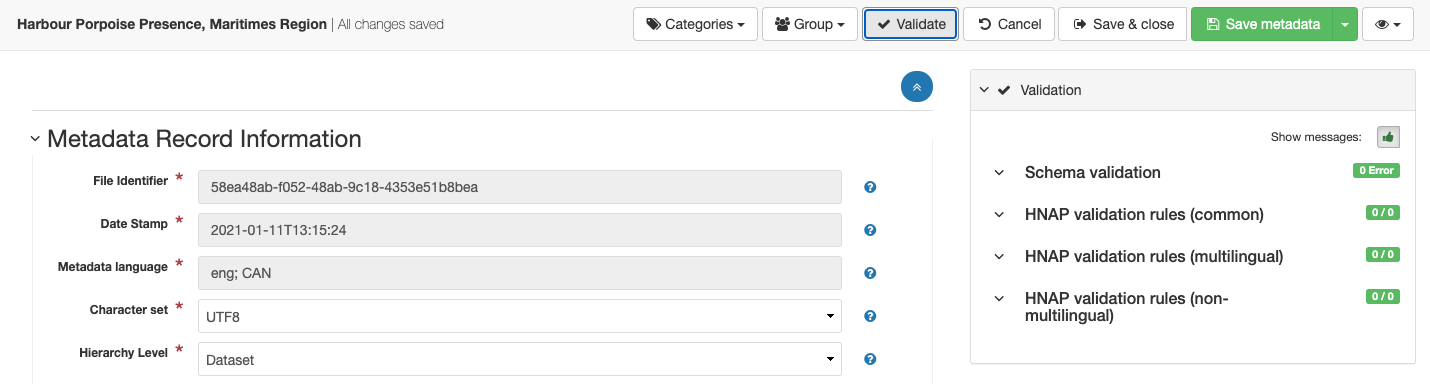 Harbour Porpoise Presence, Maritimes Region | All changes saved
Categories
Group
Validate
Cancel
Save & close
Save metadata
Validation
Show messages:
Schema validation
0 Error
HNAP validation rules (common)
0 / 0
HNAP validation rules (multilingual)
0 / 0
HNAP validation rules (non-
multilingual)
0 / 0
Metadata Record Information
File Identifier *
58ea48ab-f052-48ab-9c18-4353e51b8bea
Date Stamp *
2021-01-11T13:15:24
Metadata language *
eng; CAN
Character set *
UTF8
Hierarchy Level *
Dataset